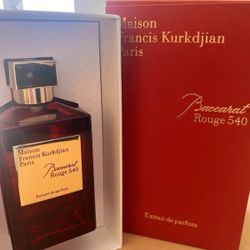 Maison
Francis Kurkdjian
Paris
Baccarat
Rouge 540
Extrait de parfum
Maison
Francis Kurkdjian
Paris
Baccarat
Rouge 540
Extrait de parfum